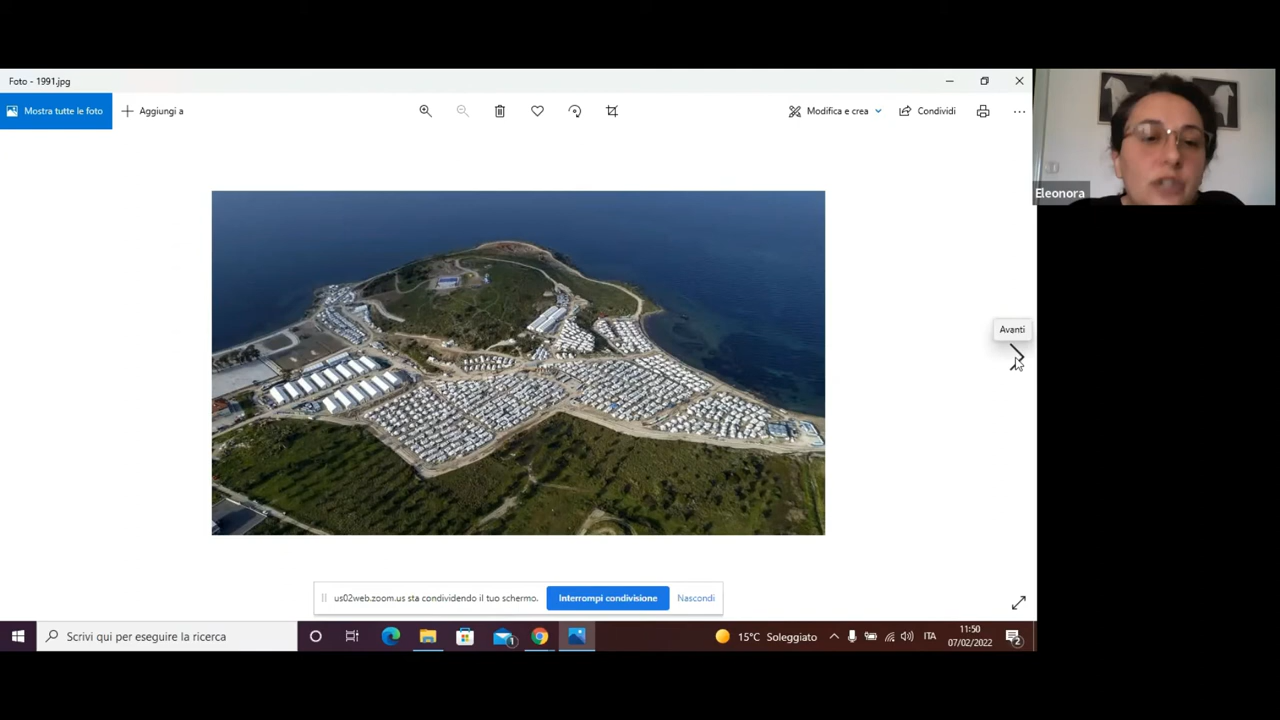 Foto - 1991.jpg
Mostra tutte le foto
Aggiungi a
Modifica e crea
Condividi
Eleonora
Avanti
us02web.zoom.us sta condividendo il tuo schermo.
Interrompi condivisione
Nascondi
Scrivi qui per eseguire la ricerca
1
15°C Soleggiato
ITA
11:50
07/02/2022
2